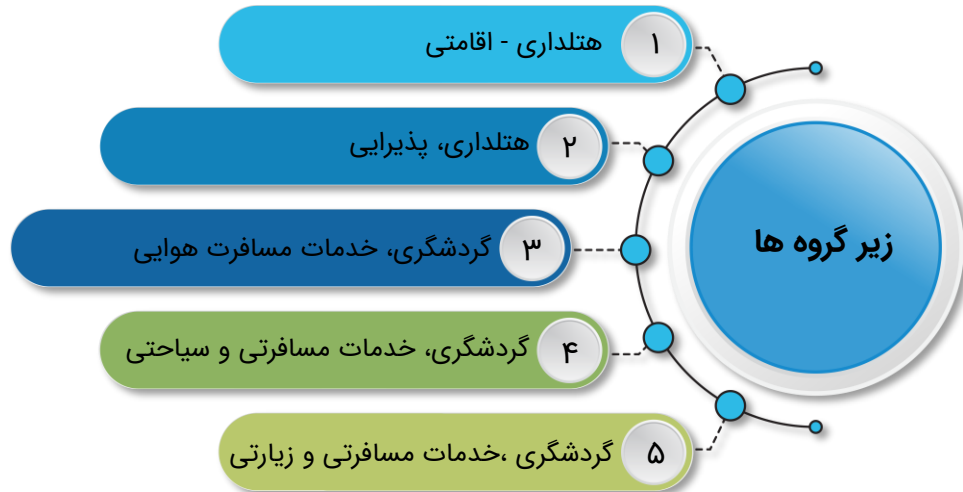 زیر گروه ها
۱ هتلداری - اقامتی
۲ هتلداری، پذیرایی
۳ گردشگری، خدمات مسافرت هوایی
۴ گردشگری، خدمات مسافرتی و سیاحتی
۵ گردشگری ،خدمات مسافرتی و زیارتی